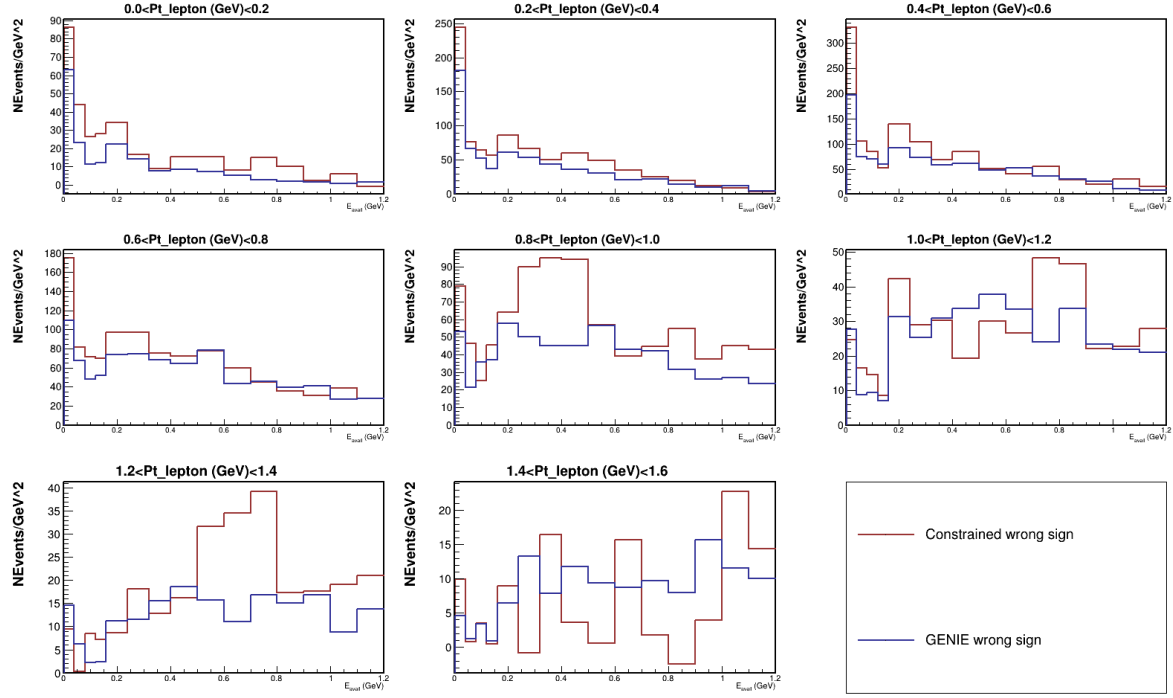 0.0<Pt_lepton (GeV)<0.2
NEvents/GeV^2
90
80
70
60
50
40
30
20
10
0
0 0.2 0.4 0.6 0.8 1 1.2
E_avail (GeV)
0.2<Pt_lepton (GeV)<0.4
NEvents/GeV^2
250
200
150
100
50
0
0 0.2 0.4 0.6 0.8 1 1.2
E_avail (GeV)
0.4<Pt_lepton (GeV)<0.6
NEvents/GeV^2
300
250
200
150
100
50
0
0 0.2 0.4 0.6 0.8 1 1.2
E_avail (GeV)
0.6<Pt_lepton (GeV)<0.8
NEvents/GeV^2
180
160
140
120
100
80
60
40
20
0
0 0.2 0.4 0.6 0.8 1 1.2
E_avail (GeV)
0.8<Pt_lepton (GeV)<1.0
NEvents/GeV^2
90
80
70
60
50
40
30
20
10
0
0 0.2 0.4 0.6 0.8 1 1.2
E_avail (GeV)
1.0<Pt_lepton (GeV)<1.2
NEvents/GeV^2
50
40
30
20
10
0
0 0.2 0.4 0.6 0.8 1 1.2
E_avail (GeV)
1.2<Pt_lepton (GeV)<1.4
NEvents/GeV^2
40
35
30
25
20
15
10
5
0
0 0.2 0.4 0.6 0.8 1 1.2
E_avail (GeV)
1.4<Pt_lepton (GeV)<1.6
NEvents/GeV^2
20
15
10
5
0
0 0.2 0.4 0.6 0.8 1 1.2
E_avail (GeV)
Constrained wrong sign
GENIE wrong sign